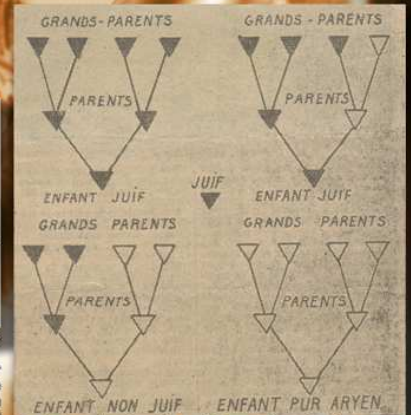 GRANDS-PARENTS
PARENTS
ENFANT JUIF
GRANDS-PARENTS
PARENTS
ENFANT JUIF
JUIF
GRANDS PARENTS
PARENTS
ENFANT NON JUIF
GRANDS PARENTS
PARENTS
ENFANT PUR ARYEN